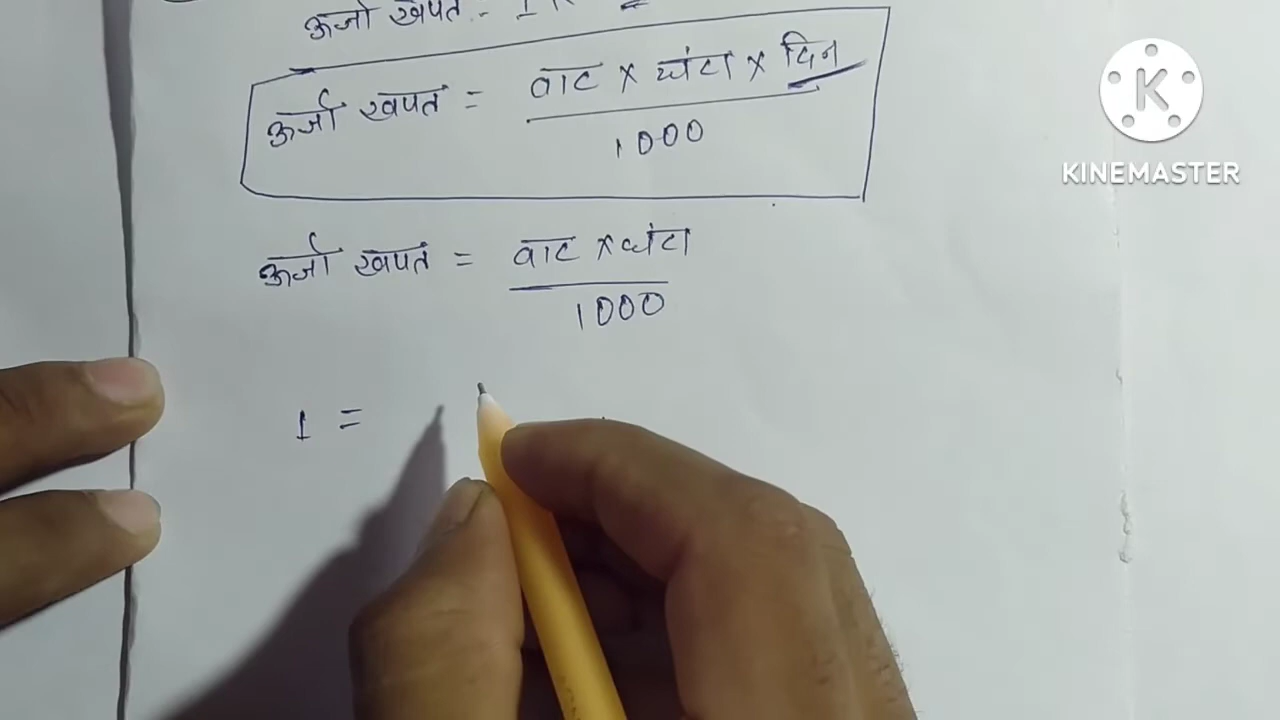 ऊर्जा खपत =
ऊर्जा खपत = वाट × घंटा × दिन
1000
ऊर्जा खपत = वाट × घंटा
1000
1 =
K
KINEMASTER